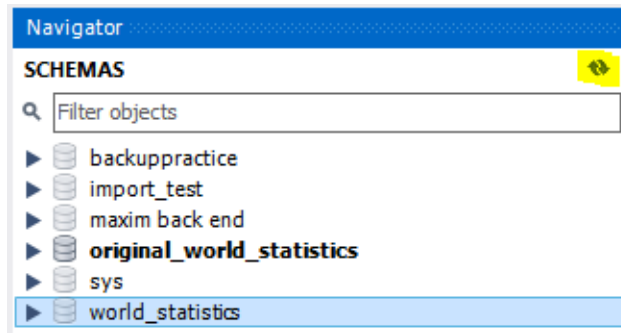 Navigator
SCHEMAS
Filter objects
backuppractice
import_test
maxim back end
original_world_statistics
sys
world_statistics